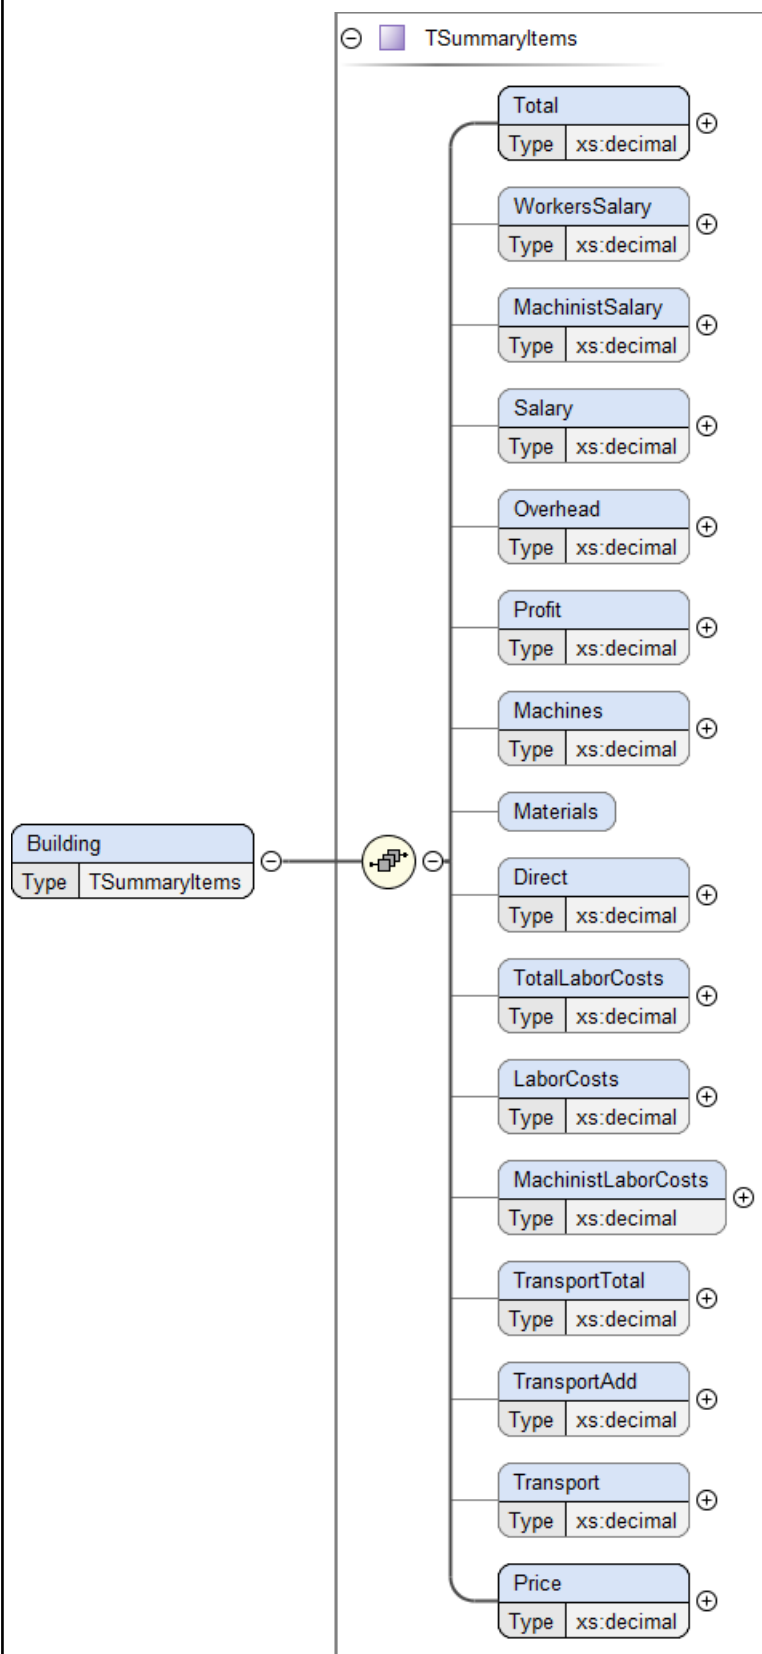 TSummaryItems
Total
Type xs:decimal
WorkersSalary
Type xs:decimal
MachinistSalary
Type xs:decimal
Salary
Type xs:decimal
Overhead
Type xs:decimal
Profit
Type xs:decimal
Machines
Type xs:decimal
Materials
Building
Type TSummaryItems
Direct
Type xs:decimal
TotalLaborCosts
Type xs:decimal
LaborCosts
Type xs:decimal
MachinistLaborCosts
Type xs:decimal
TransportTotal
Type xs:decimal
TransportAdd
Type xs:decimal
Transport
Type xs:decimal
Price
Type xs:decimal